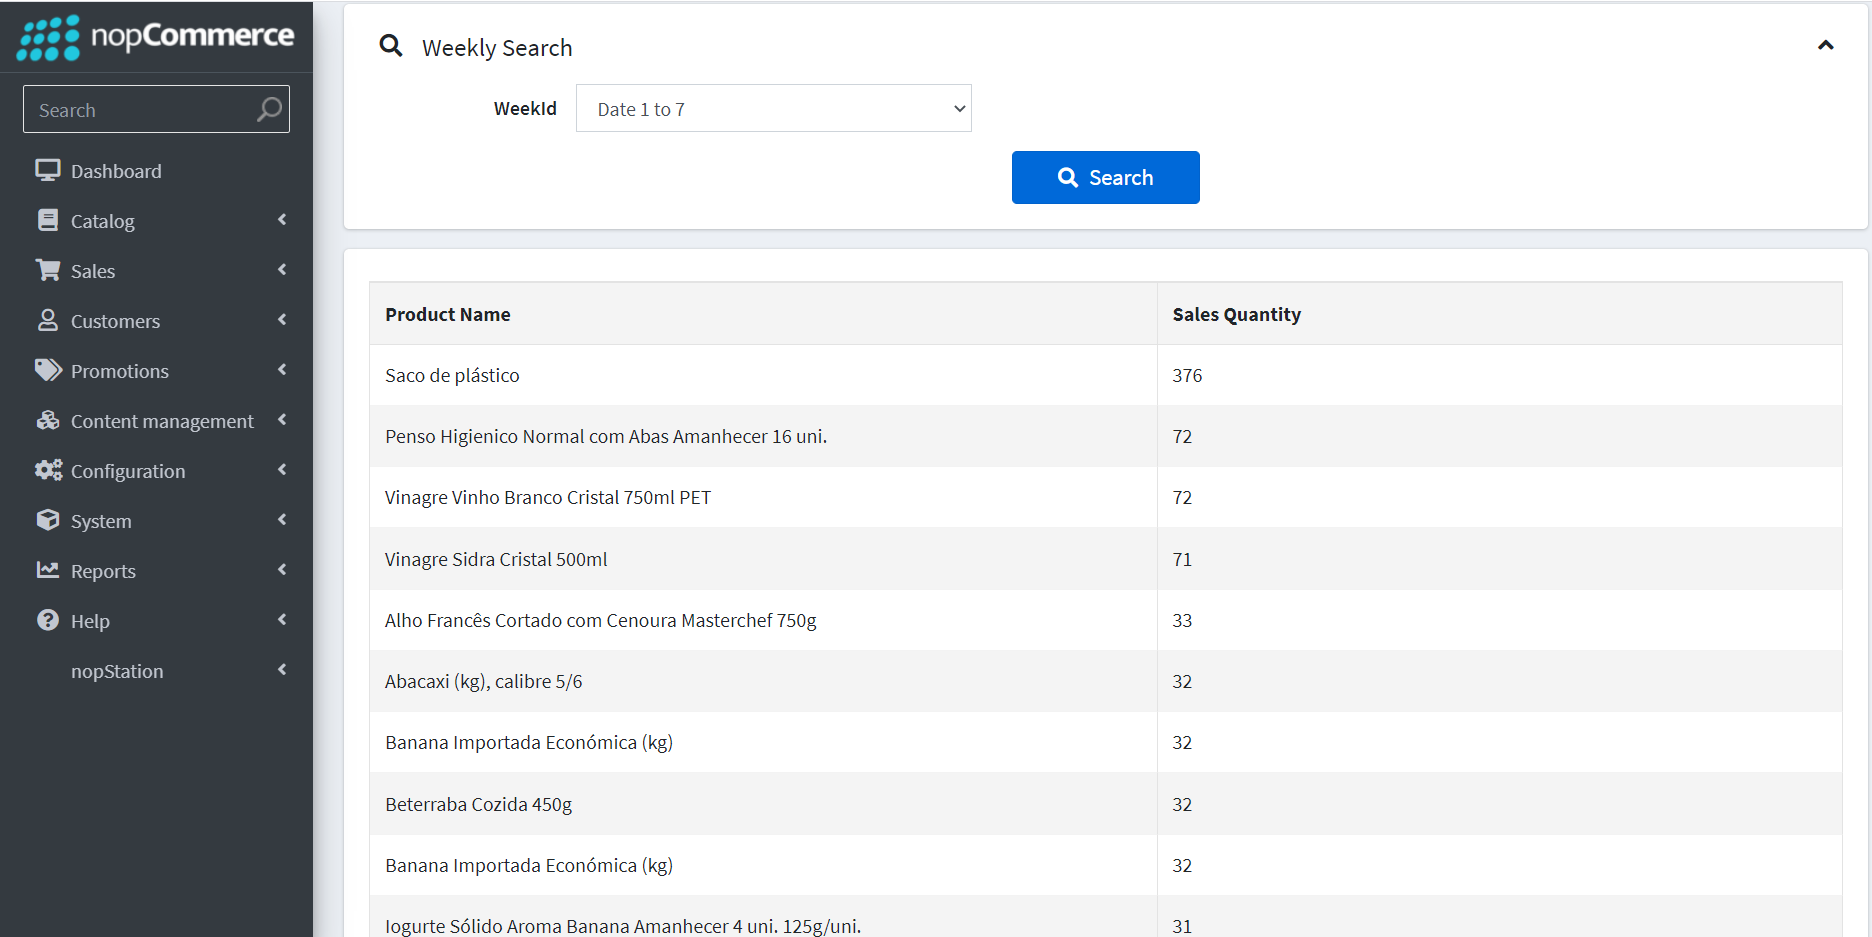 nopCommerce
Search
Dashboard
Catalog
Sales
Customers
Promotions
Content management
Configuration
System
Reports
Help
nopStation
Weekly Search
WeekId Date 1 to 7
Search
Product Name Sales Quantity
Saco de plástico 376
Penso Higienico Normal com Abas Amanhecer 16 uni. 72
Vinagre Vinho Branco Cristal 750ml PET 72
Vinagre Sidra Cristal 500ml 71
Alho Francês Cortado com Cenoura Masterchef 750g 33
Abacaxi (kg), calibre 5/6 32
Banana Importada Económica (kg) 32
Beterraba Cozida 450g 32
Banana Importada Económica (kg) 32
Iogurte Sólido Aroma Banana Amanhecer 4 uni. 125g/uni. 31